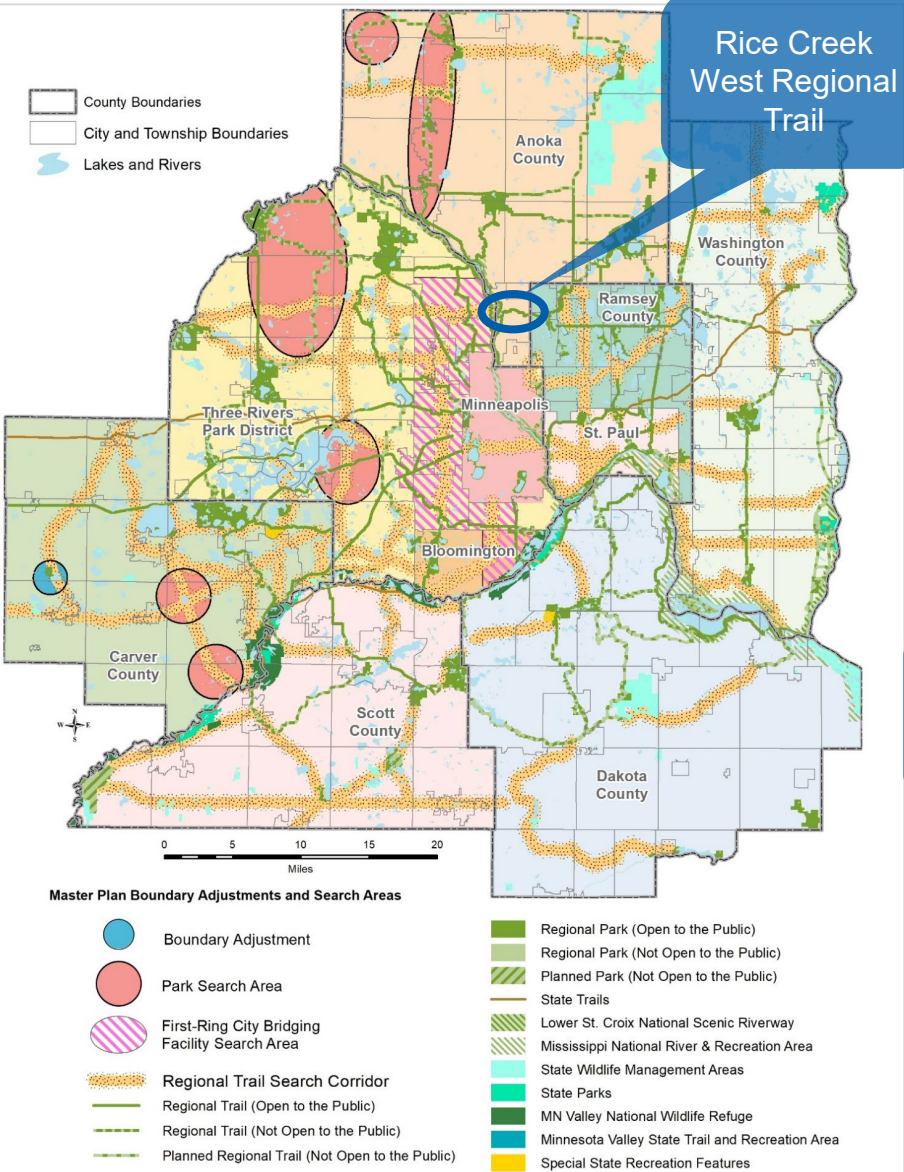 Rice Creek
West Regional
Trail
County Boundaries
City and Township Boundaries
Lakes and Rivers
Anoka
County
Washington
County
Ramsey
County
Minneapolis
Three Rivers
Park District
St. Paul
Bloomington
Carver
County
N
W E
S
Scott
County
Dakota
County
0 5 10 15 20
Miles
Master Plan Boundary Adjustments and Search Areas
Boundary Adjustment
Park Search Area
First-Ring City Bridging
Facility Search Area
Regional Trail Search Corridor
Regional Trail (Open to the Public)
Regional Trail (Not Open to the Public)
Planned Regional Trail (Not Open to the Public)
Regional Park (Open to the Public)
Regional Park (Not Open to the Public)
Planned Park (Not Open to the Public)
State Trails
Lower St. Croix National Scenic Riverway
Mississippi National River & Recreation Area
State Wildlife Management Areas
State Parks
MN Valley National Wildlife Refuge
Minnesota Valley State Trail and Recreation Area
Special State Recreation Features